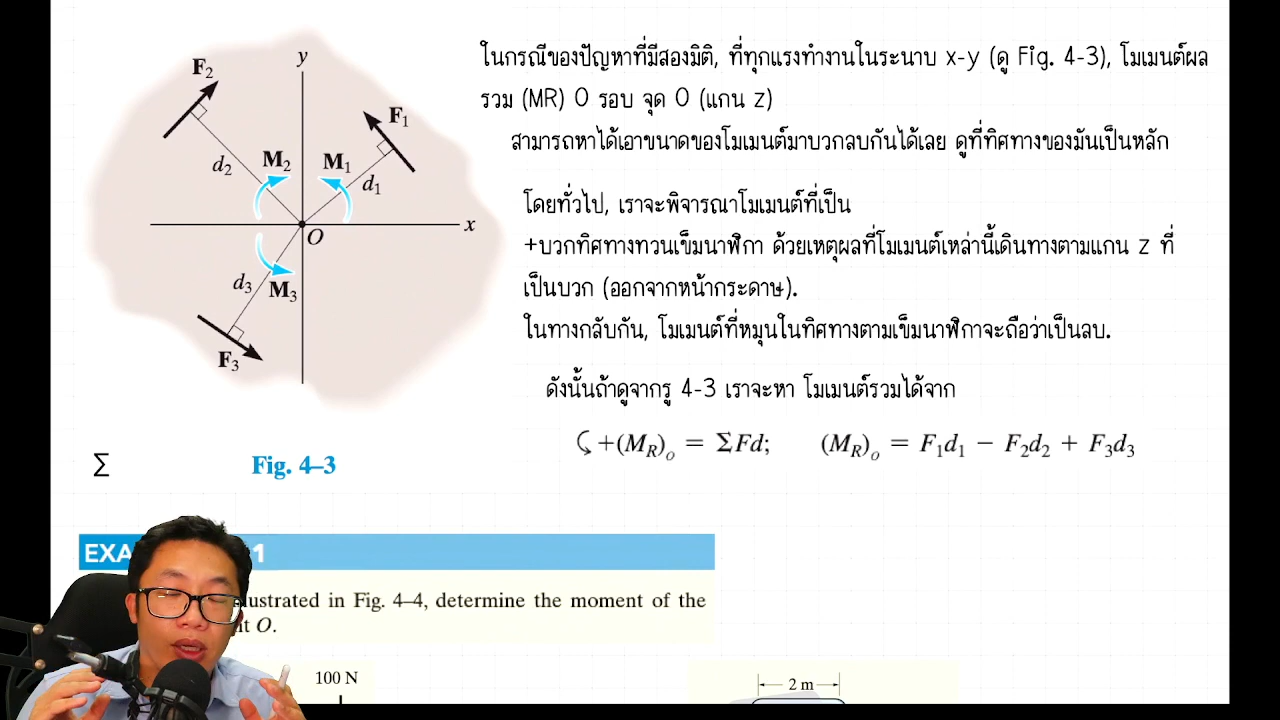 y
F2
F1
M2
M1
d2
d1
x
O
d3
M3
F3
Σ
Fig. 4–3
ในกรณีของปัญหาที่มีสองมิติ, ที่ทุกแรงทำงานในระนาบ x-y (ดู Fig. 4-3), โมเมนต์ผล
รวม (MR) O รอบ จุด O (แกน z)
สามารถหาได้เอาขนาดของโมเมนต์มาบวกลบกันได้เลย ดูที่ทิศทางของมันเป็นหลัก
โดยทั่วไป, เราจะพิจารณาโมเมนต์ที่เป็น
+บวกทิศทางทวนเข็มนาฬิกา ด้วยเหตุผลที่โมเมนต์เหล่านี้เดินทางตามแกน z ที่
เป็นบวก (ออกจากหน้ากระดาษ).
ในทางกลับกัน, โมเมนต์ที่หมุนในทิศทางตามเข็มนาฬิกาจะถือว่าเป็นลบ.
ดังนั้นถ้าดูจากรู 4-3 เราจะหา โมเมนต์รวมได้จาก
↺+(MR)o = ΣFd; (MR)o = F1d1 − F2d2 + F3d3
1
in Fig. 4–4, determine the moment of the
O.
100 N
2 m